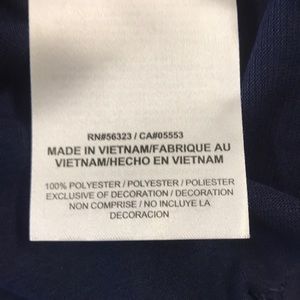 RN#56323 / CA#05553
MADE IN VIETNAM/FABRIQUE AU
VIETNAM/HECHO EN VIETNAM
100% POLYESTER / POLYESTER / POLIESTER
EXCLUSIVE OF DECORATION / DECORATION
NON COMPRISE / NO INCLUYE LA
DECORACION